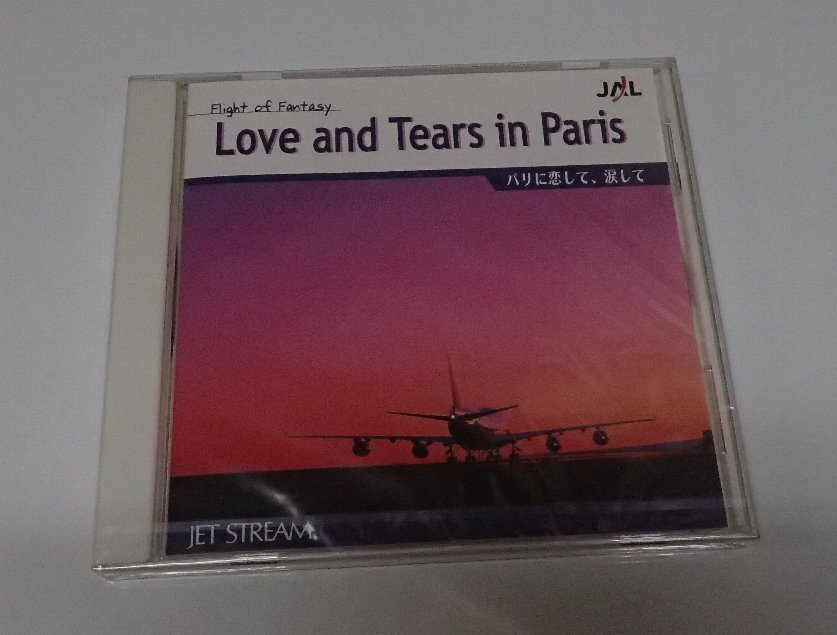 JAL
Flight of Fantasy
Love and Tears in Paris
パリに恋して、涙して
JET STREAM